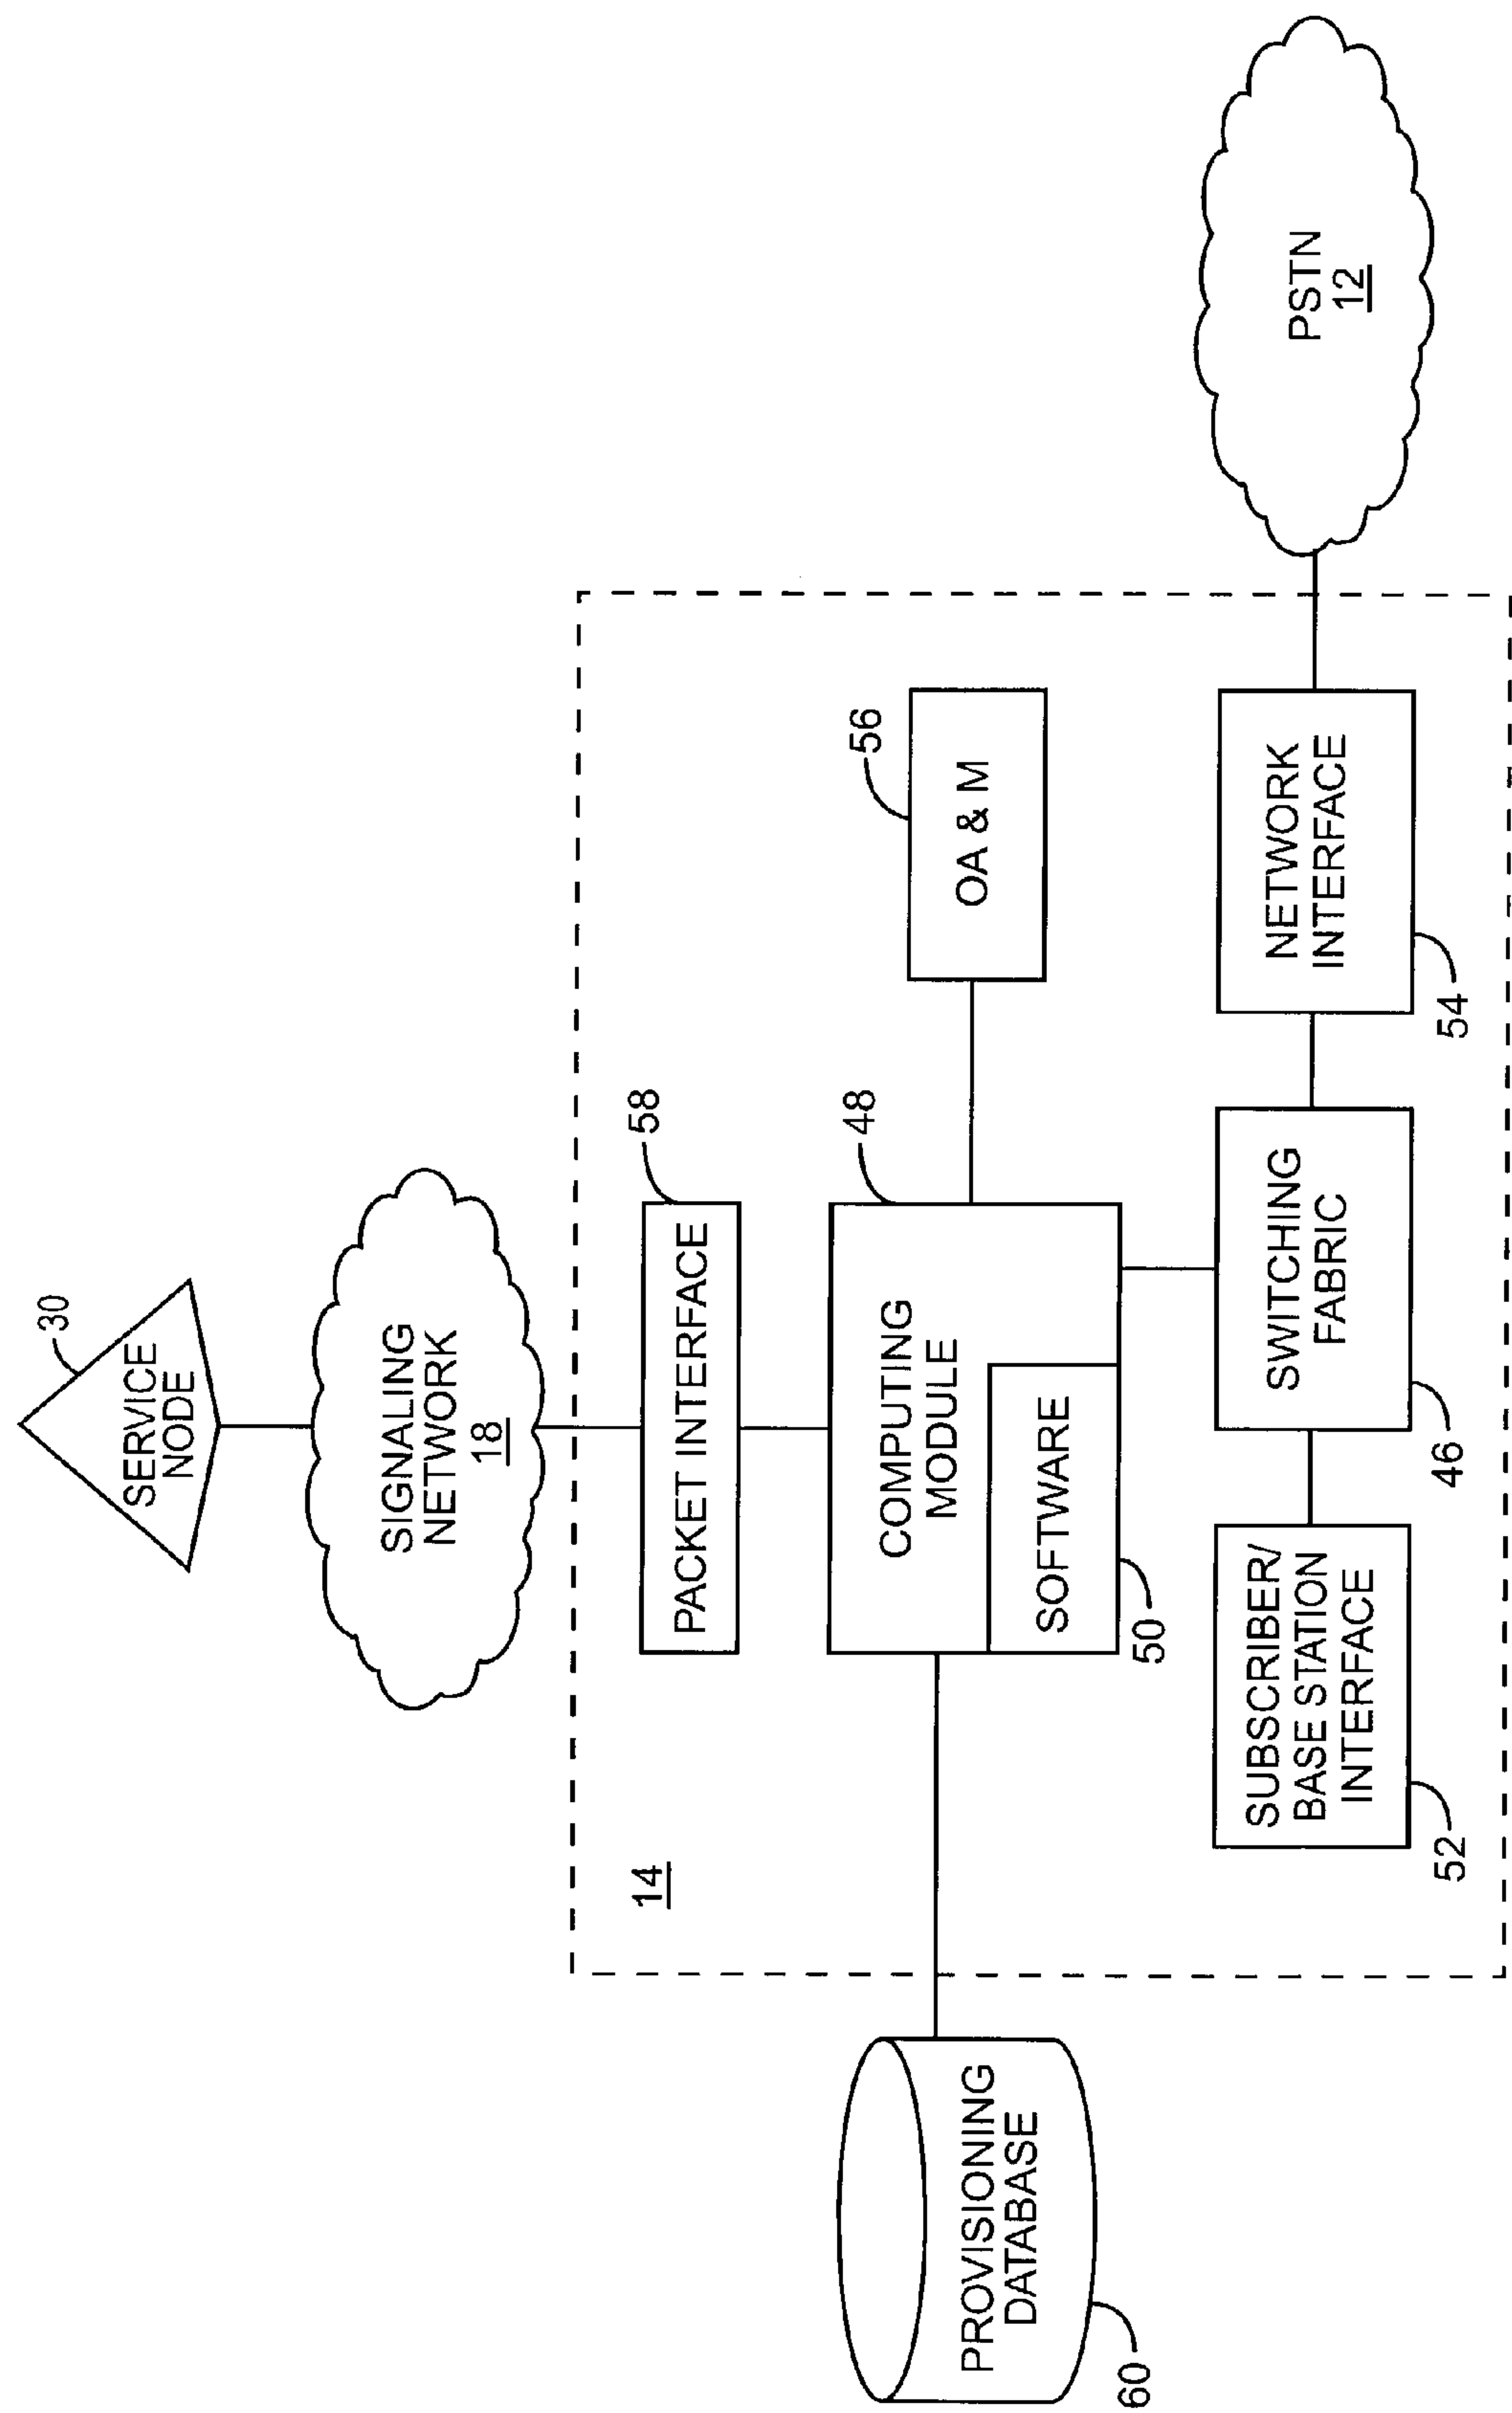 30
SERVICE
NODE
SIGNALING
NETWORK
18
14
58
PACKET INTERFACE
48
56
COMPUTING
MODULE
OA & M
SOFTWARE
50
PROVISIONING
DATABASE
60
SUBSCRIBER/
BASE STATION
INTERFACE
52
SWITCHING
FABRIC
46
NETWORK
INTERFACE
54
PSTN
12